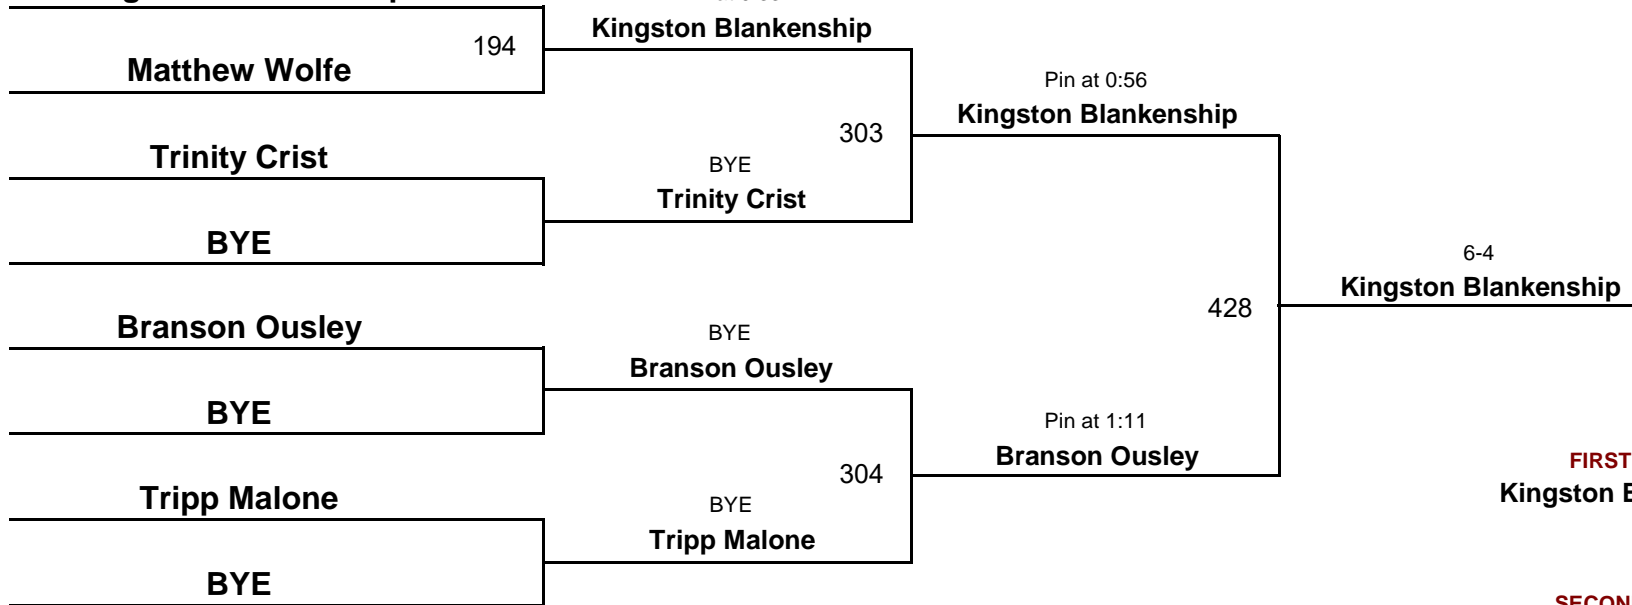 194
Matthew Wolfe
Trinity Crist
BYE
Branson Ousley
BYE
Tripp Malone
BYE
Kingston Blankenship
303
BYE
Trinity Crist
BYE
Branson Ousley
304
BYE
Tripp Malone
Pin at 0:56
Kingston Blankenship
428
Pin at 1:11
Branson Ousley
6-4
Kingston Blankenship
FIRST
Kingston